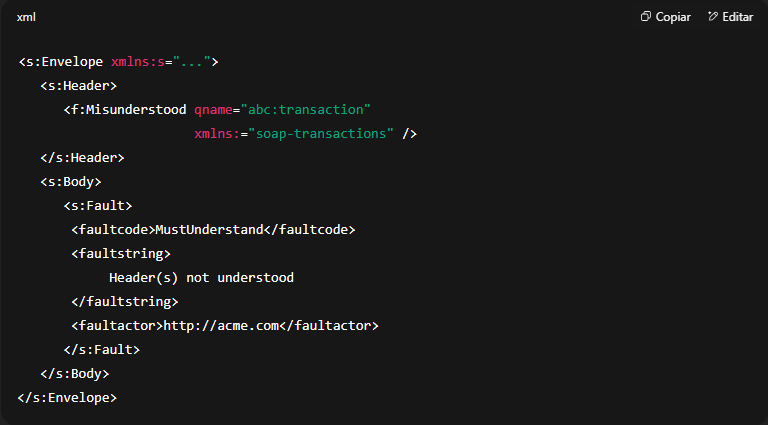 xml Copiar Editar
<s:Envelope xmlns:s="...">
<s:Header>
<f:Misunderstood qname="abc:transaction"
xmlns:="soap-transactions" />
</s:Header>
<s:Body>
<s:Fault>
<faultcode>MustUnderstand</faultcode>
<faultstring>
Header(s) not understood
</faultstring>
<faultactor>http://acme.com</faultactor>
</s:Fault>
</s:Body>
</s:Envelope>